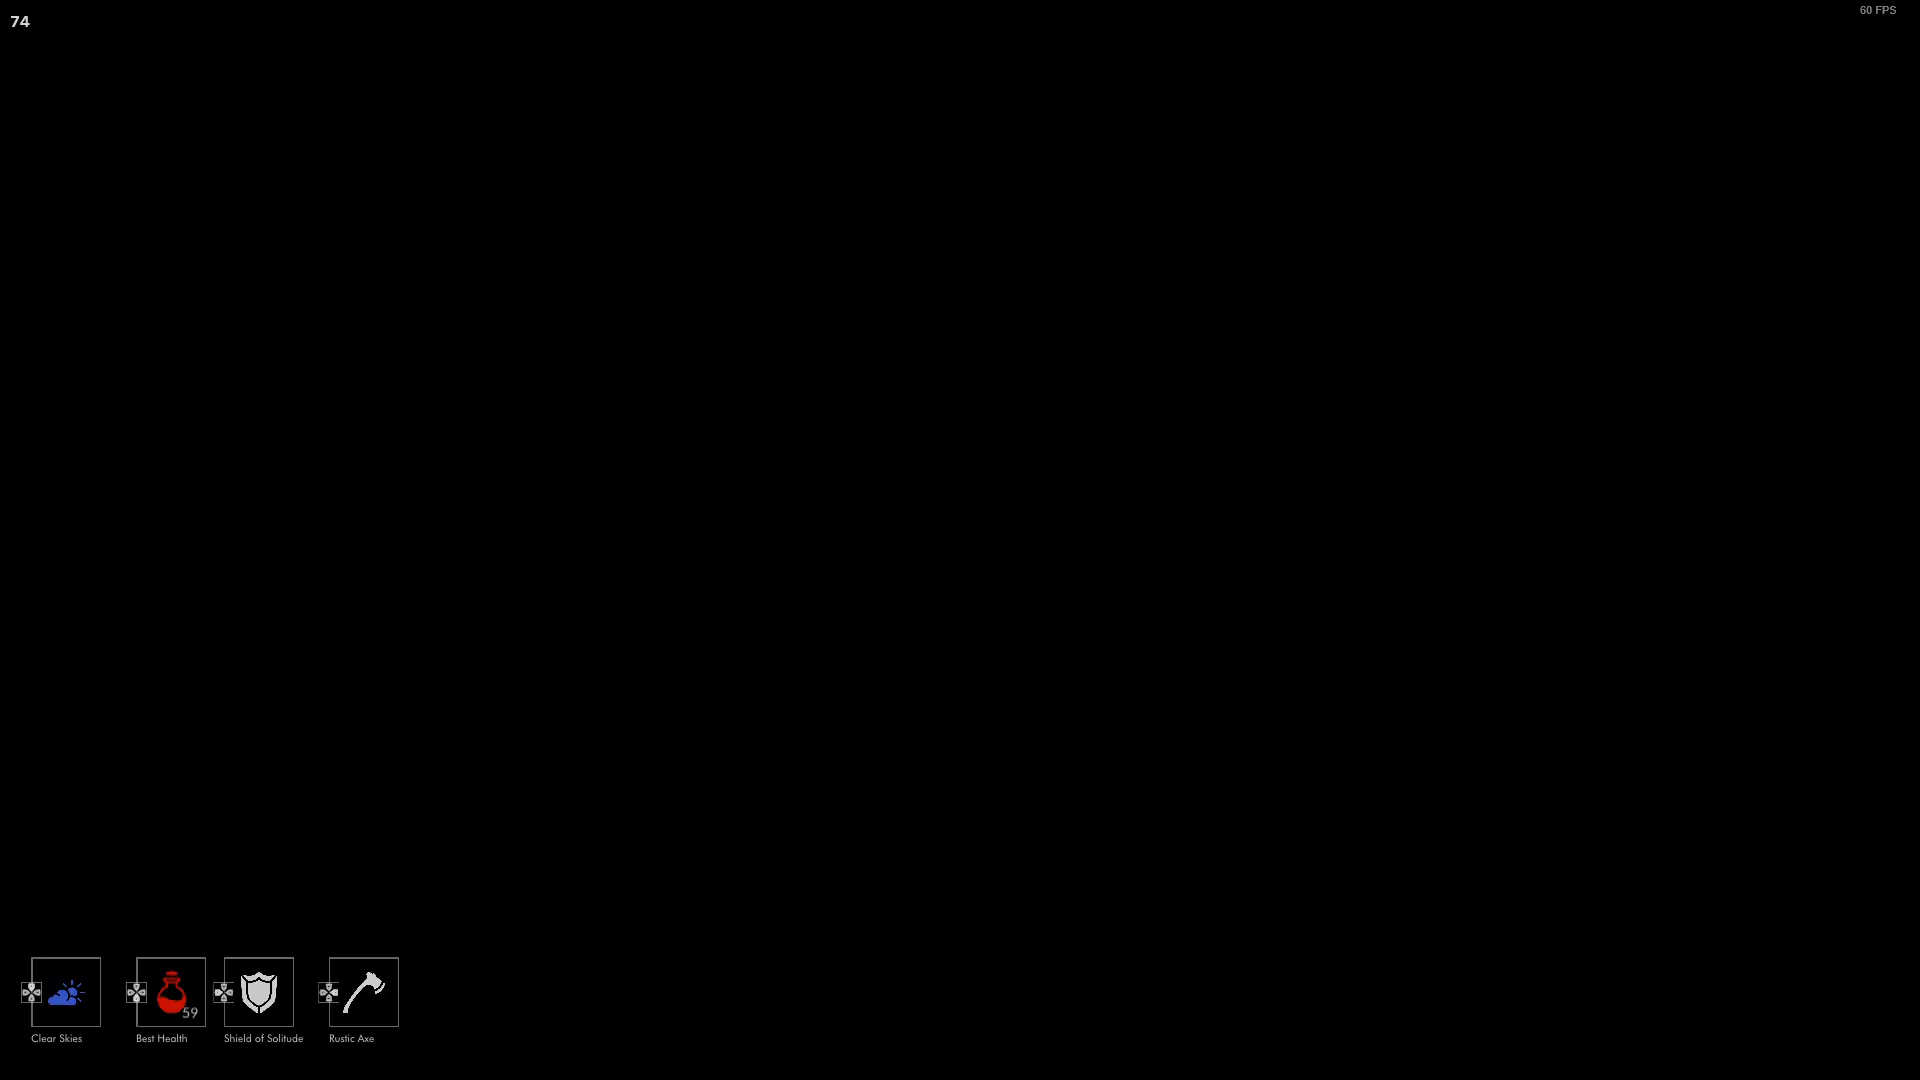 74
60 FPS
59
Clear Skies
Best Health
Shield of Solitude
Rustic Axe